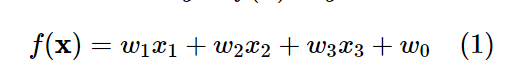 f(x) = w₁x₁ + w₂x₂ + w₃x₃ + w₀ (1)